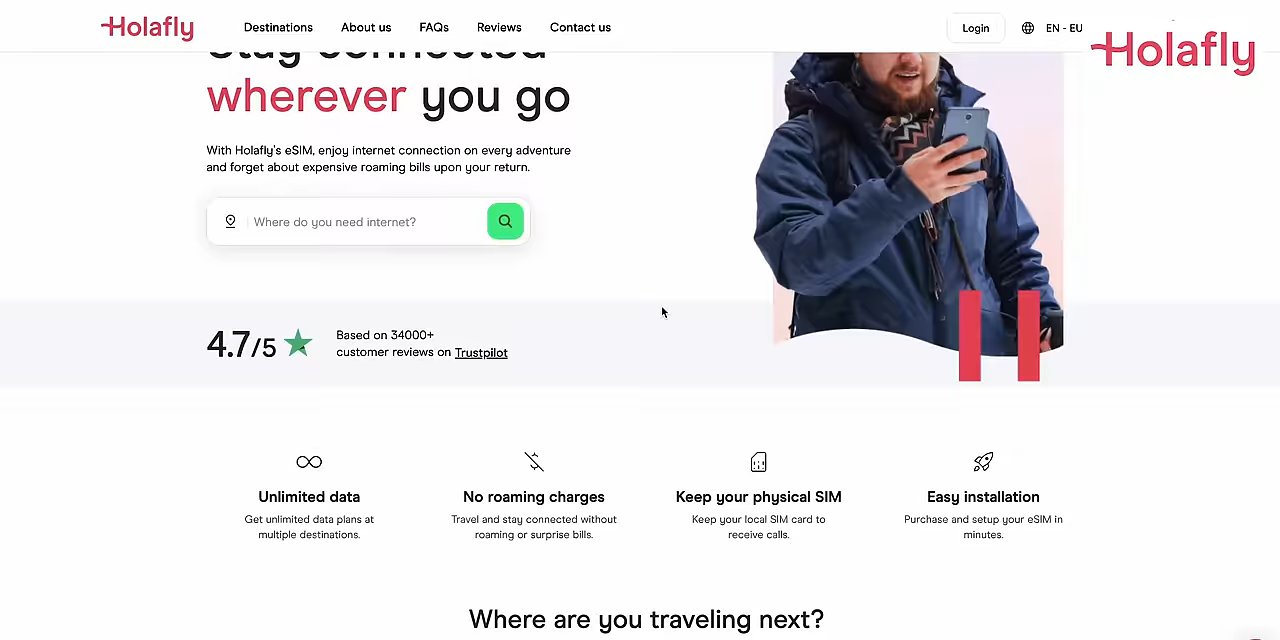 Holafly
Destinations
About us
FAQs
Reviews
Contact us
Login
EN - EU
Holafly
Stay connected
wherever you go
With Holafly's eSIM, enjoy internet connection on every adventure
and forget about expensive roaming bills upon your return.
Where do you need internet?
4.7/5
Based on 34000+
customer reviews on Trustpilot
Unlimited data
Get unlimited data plans at
multiple destinations.
No roaming charges
Travel and stay connected without
roaming or surprise bills.
Keep your physical SIM
Keep your local SIM card to
receive calls.
Easy installation
Purchase and setup your eSIM in
minutes.
Where are you traveling next?